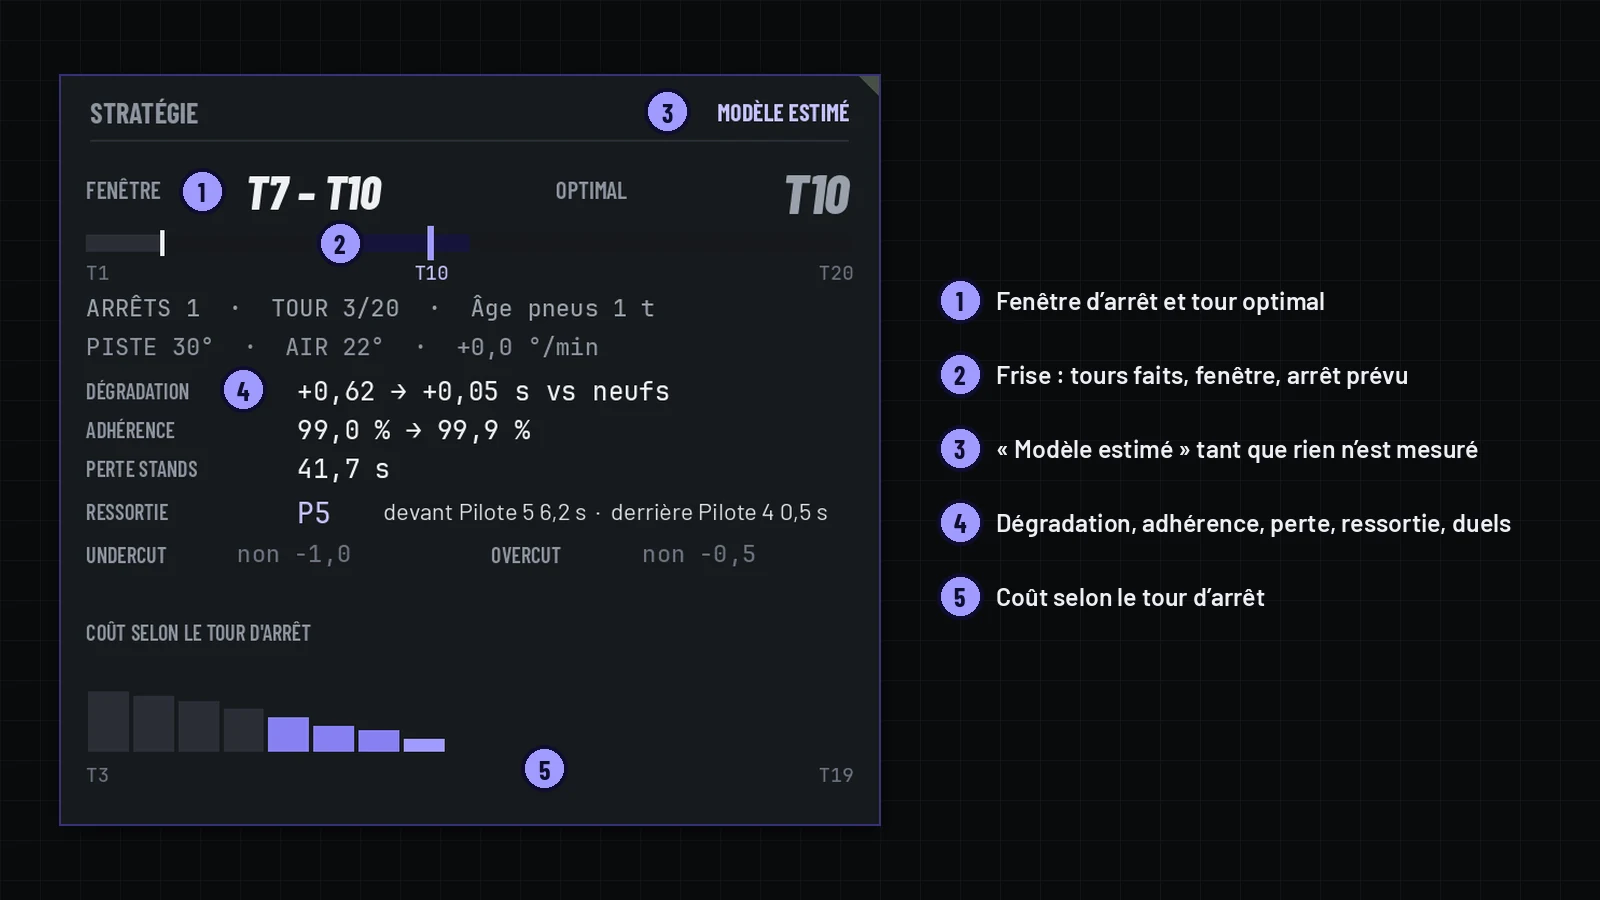 STRATÉGIE 3 MODÈLE ESTIMÉ
FENÊTRE 1 T7 – T10 OPTIMAL T10
2
T1 T10 T20
ARRÊTS 1 · TOUR 3/20 · Âge pneus 1 t
PISTE 30° · AIR 22° · +0,0 °/min
DÉGRADATION 4 +0,62 → +0,05 s vs neufs
ADHÉRENCE 99,0 % → 99,9 %
PERTE STANDS 41,7 s
RESSORTIE P5 devant Pilote 5 6,2 s · derrière Pilote 4 0,5 s
UNDERCUT non -1,0 OVERCUT non -0,5
COÛT SELON LE TOUR D'ARRÊT
T3 5 T19
1 Fenêtre d’arrêt et tour optimal
2 Frise : tours faits, fenêtre, arrêt prévu
3 « Modèle estimé » tant que rien n’est mesuré
4 Dégradation, adhérence, perte, ressortie, duels
5 Coût selon le tour d’arrêt